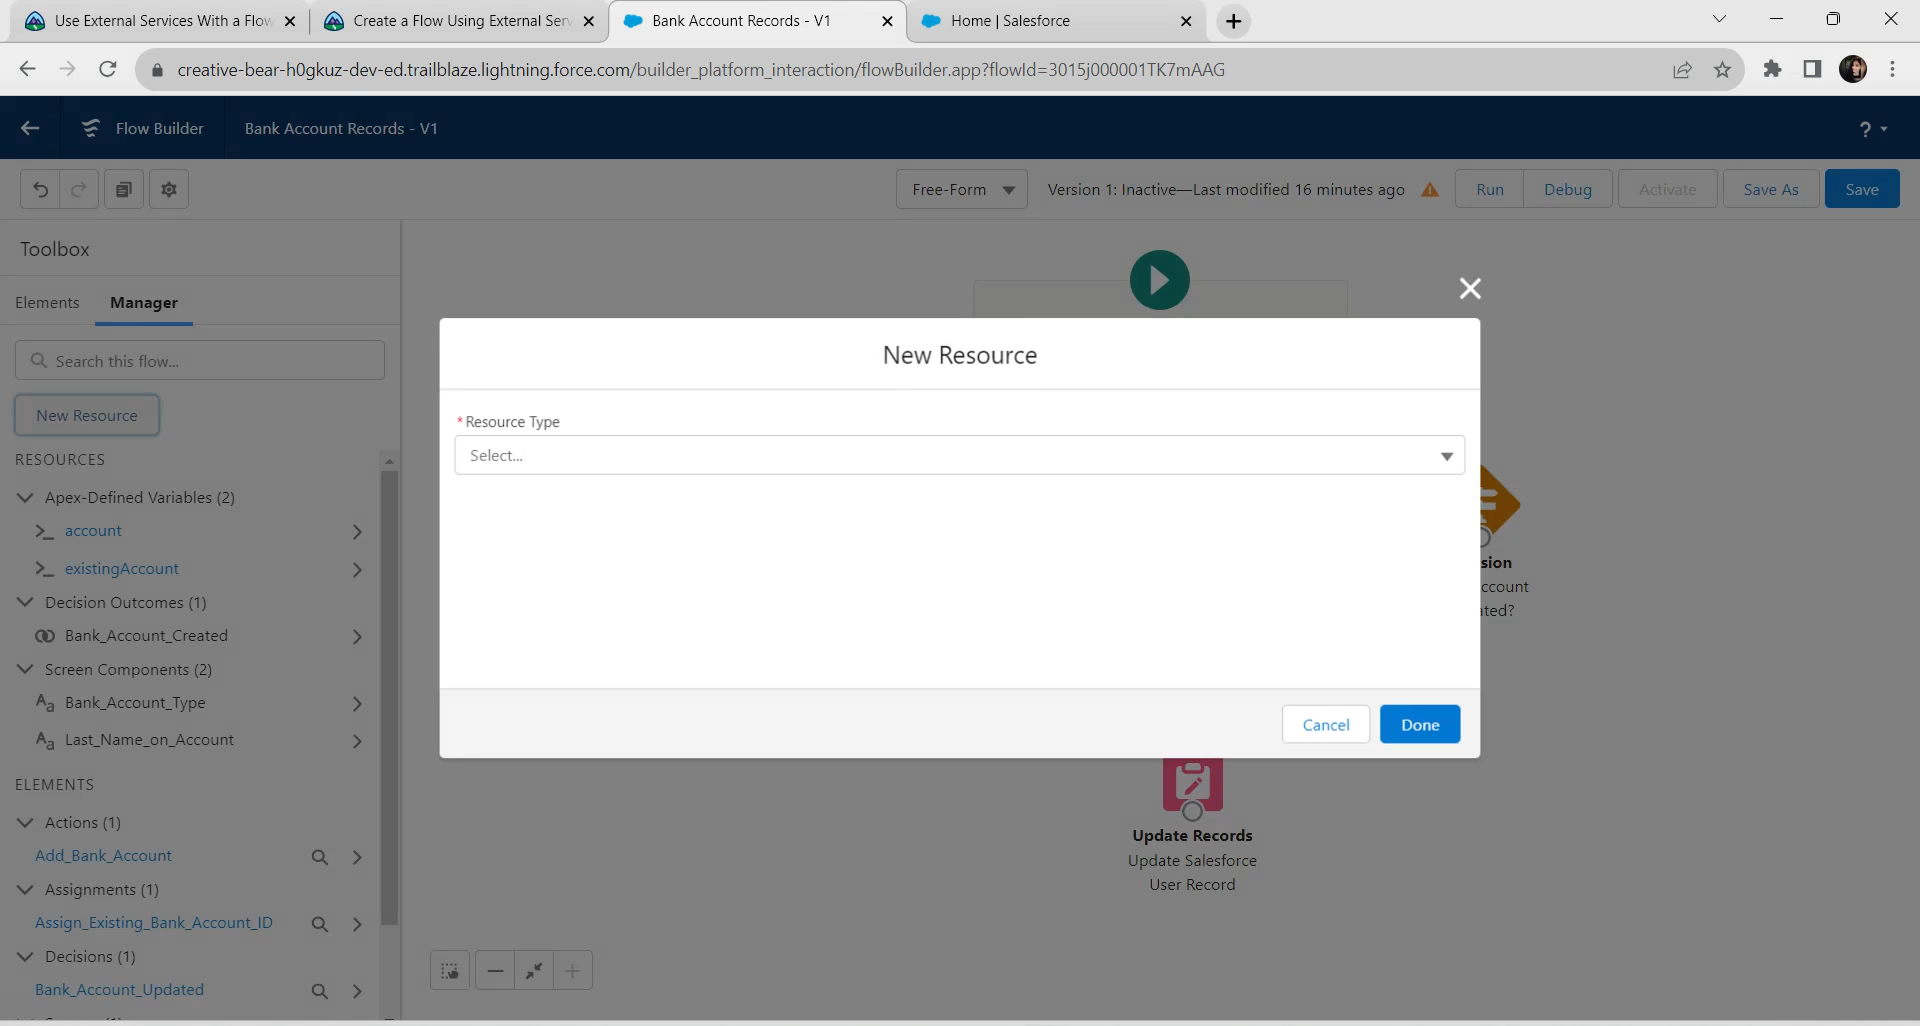 Use External Services With a Flow
Create a Flow Using External Serv
Bank Account Records - V1
Home | Salesforce
creative-bear-h0gkuz-dev-ed.trailblaze.lightning.force.com/builder_platform_interaction/flowBuilder.app?flowId=3015j000001TK7mAAG
Flow Builder
Bank Account Records - V1
?
Free-Form
Version 1: Inactive—Last modified 16 minutes ago
Run
Debug
Activate
Save As
Save
Toolbox
Elements
Manager
Search this flow...
New Resource
RESOURCES
Apex-Defined Variables (2)
account
existingAccount
Decision Outcomes (1)
Bank_Account_Created
Screen Components (2)
Aa Bank_Account_Type
Aa Last_Name_on_Account
ELEMENTS
Actions (1)
Add_Bank_Account
Assignments (1)
Assign_Existing_Bank_Account_ID
Decisions (1)
Bank_Account_Updated
New Resource
*Resource Type
Select...
Cancel
Done
sion
ccount
ated?
Update Records
Update Salesforce
User Record